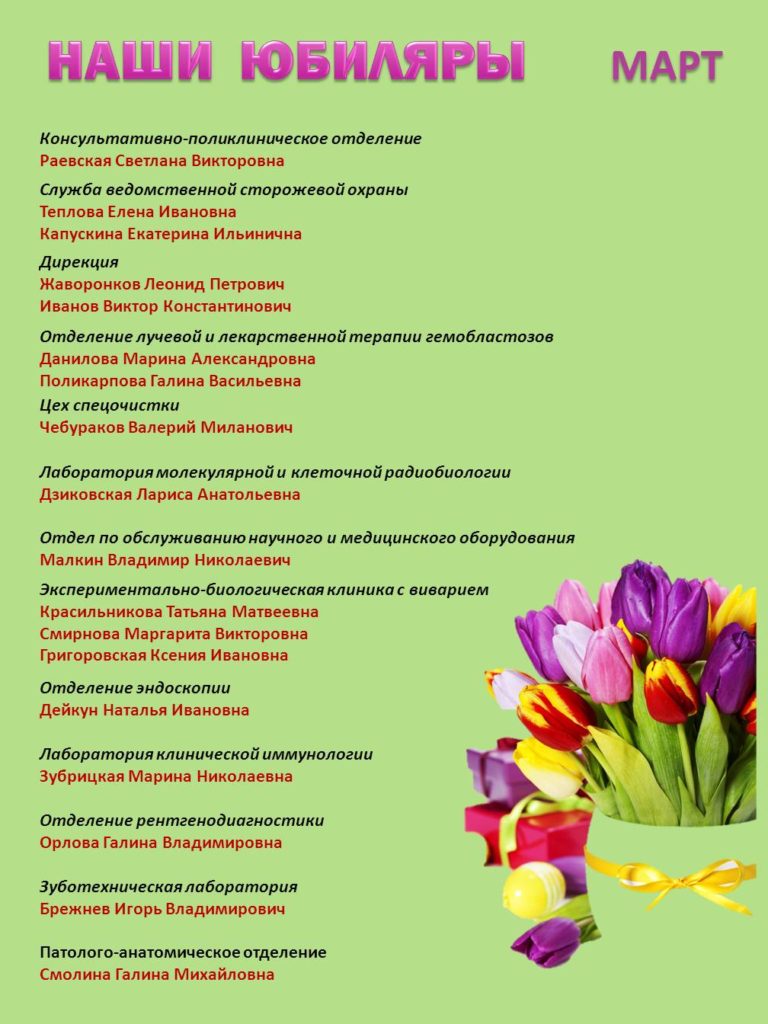 НАШИ ЮБИЛЯРЫ МАРТ
Консультативно-поликлиническое отделение
Раевская Светлана Викторовна
Служба ведомственной сторожевой охраны
Теплова Елена Ивановна
Капускина Екатерина Ильинична
Дирекция
Жаворонков Леонид Петрович
Иванов Виктор Константинович
Отделение лучевой и лекарственной терапии гемобластозов
Данилова Марина Александровна
Поликарпова Галина Васильевна
Цех спецочистки
Чебураков Валерий Миланович
Лаборатория молекулярной и клеточной радиобиологии
Дзиковская Лариса Анатольевна
Отдел по обслуживанию научного и медицинского оборудования
Малкин Владимир Николаевич
Экспериментально-биологическая клиника с виварием
Красильникова Татьяна Матвеевна
Смирнова Маргарита Викторовна
Григоровская Ксения Ивановна
Отделение эндоскопии
Дейкун Наталья Ивановна
Лаборатория клинической иммунологии
Зубрицкая Марина Николаевна
Отделение рентгенодиагностики
Орлова Галина Владимировна
Зуботехническая лаборатория
Брежнев Игорь Владимирович
Патолого-анатомическое отделение
Смолина Галина Михайловна